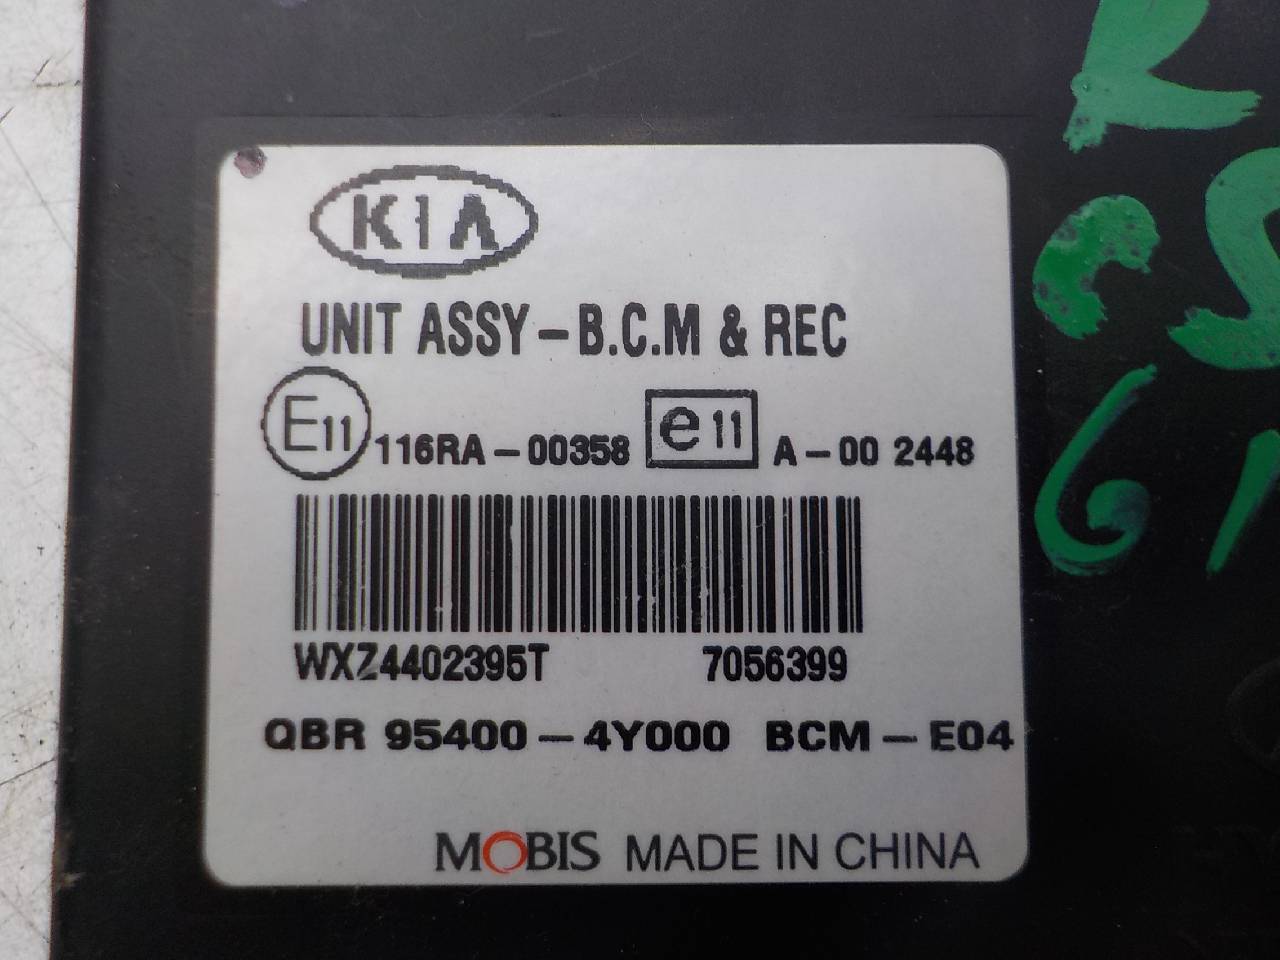 KIA
UNIT ASSY-B.C.M & REC
E11 116RA-00358 e11 A-00 2448
WXZ4402395T 7056399
QBR 95400-4Y000 BCM-E04
MOBIS MADE IN CHINA
61